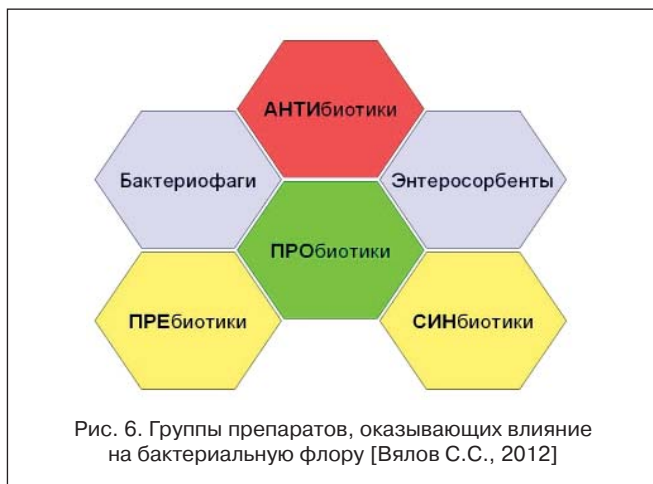 АНТИбиотики
Бактериофаги
Энтеросорбенты
ПРОбиотики
ПРЕбиотики
СИНбиотики
Рис. 6. Группы препаратов, оказывающих влияние
на бактериальную флору [Вялов С.С., 2012]